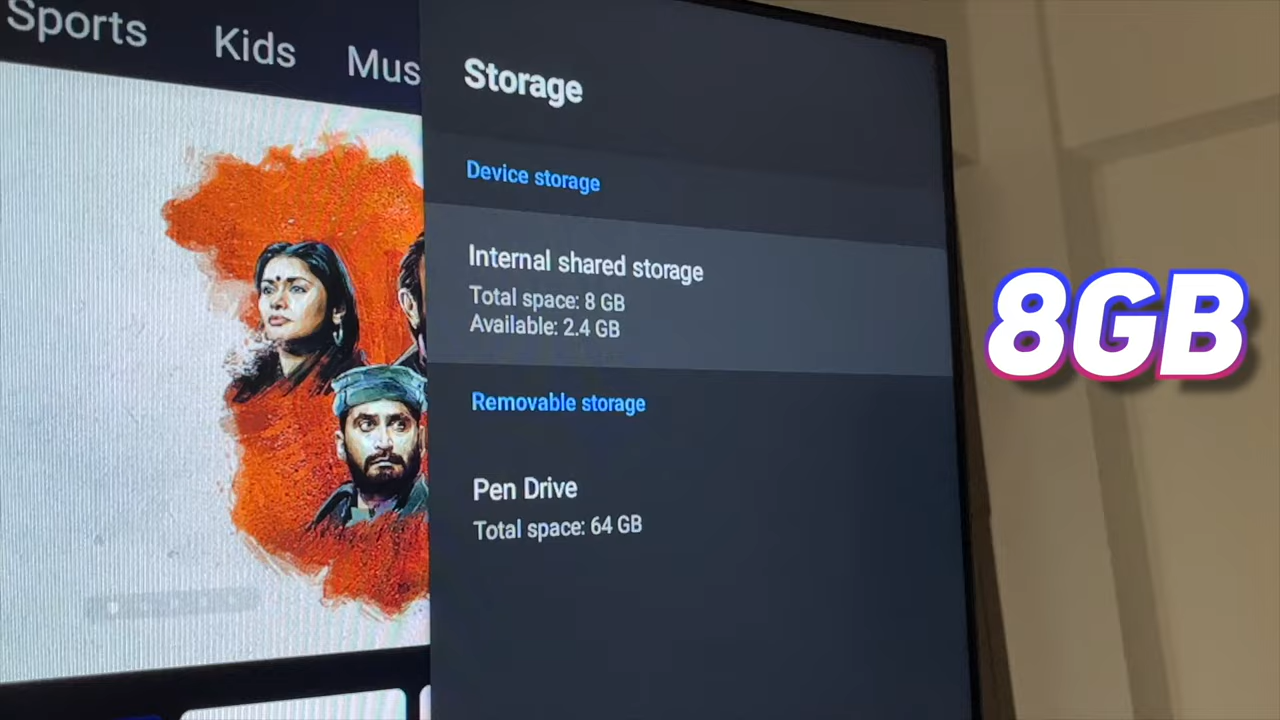 Sports
Kids
Mus
Storage
Device storage
Internal shared storage
Total space: 8 GB
Available: 2.4 GB
Removable storage
Pen Drive
Total space: 64 GB
8GB